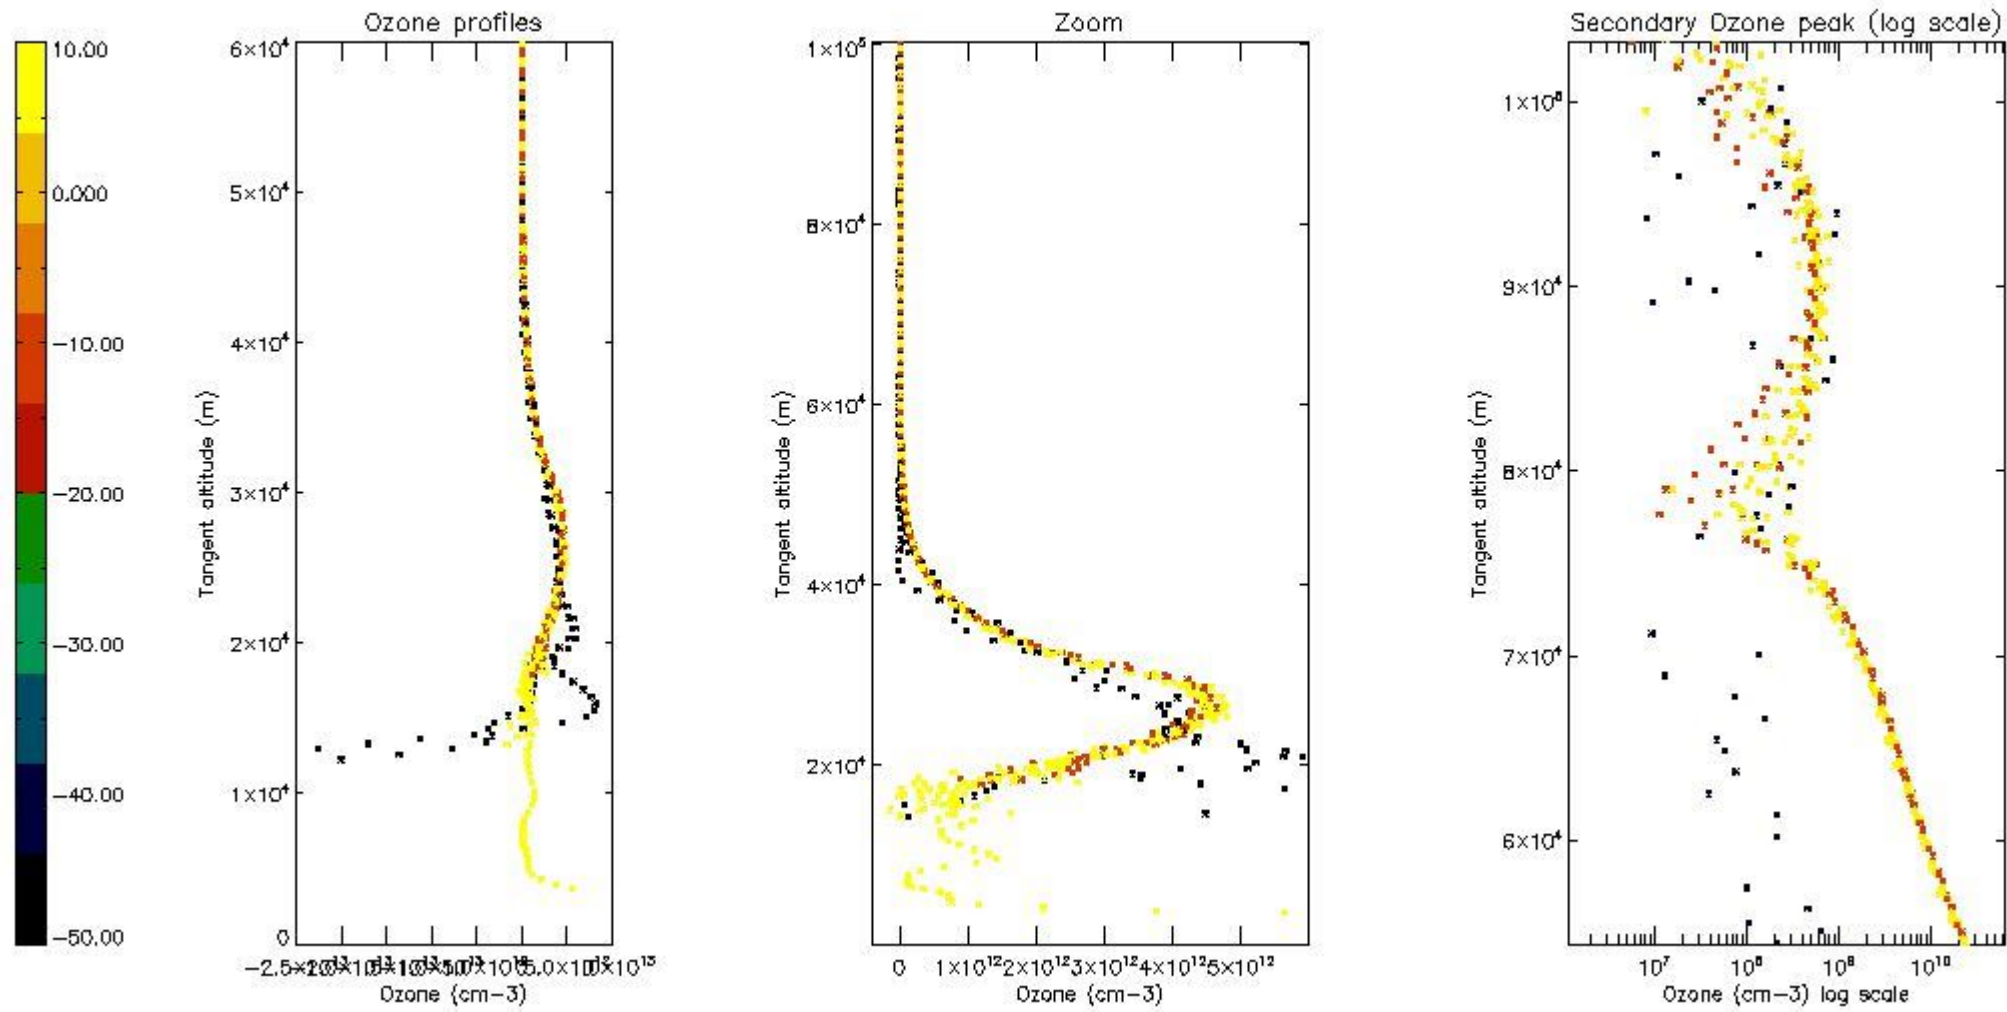 Ozone profiles
Zoom
Secondary Ozone peak (log scale)
10.00
0.000
−10.00
−20.00
−30.00
−40.00
−50.00
6×10⁴
5×10⁴
4×10⁴
3×10⁴
2×10⁴
1×10⁴
0
Tangent altitude (m)
Ozone (cm−3)
1×10⁵
8×10⁴
6×10⁴
4×10⁴
2×10⁴
Tangent altitude (m)
0 1×10¹² 2×10¹² 3×10¹² 4×10¹² 5×10¹²
Ozone (cm−3)
1×10⁵
9×10⁴
8×10⁴
7×10⁴
6×10⁴
Tangent altitude (m)
10⁷ 10⁸ 10⁹ 10¹⁰
Ozone (cm−3) log scale